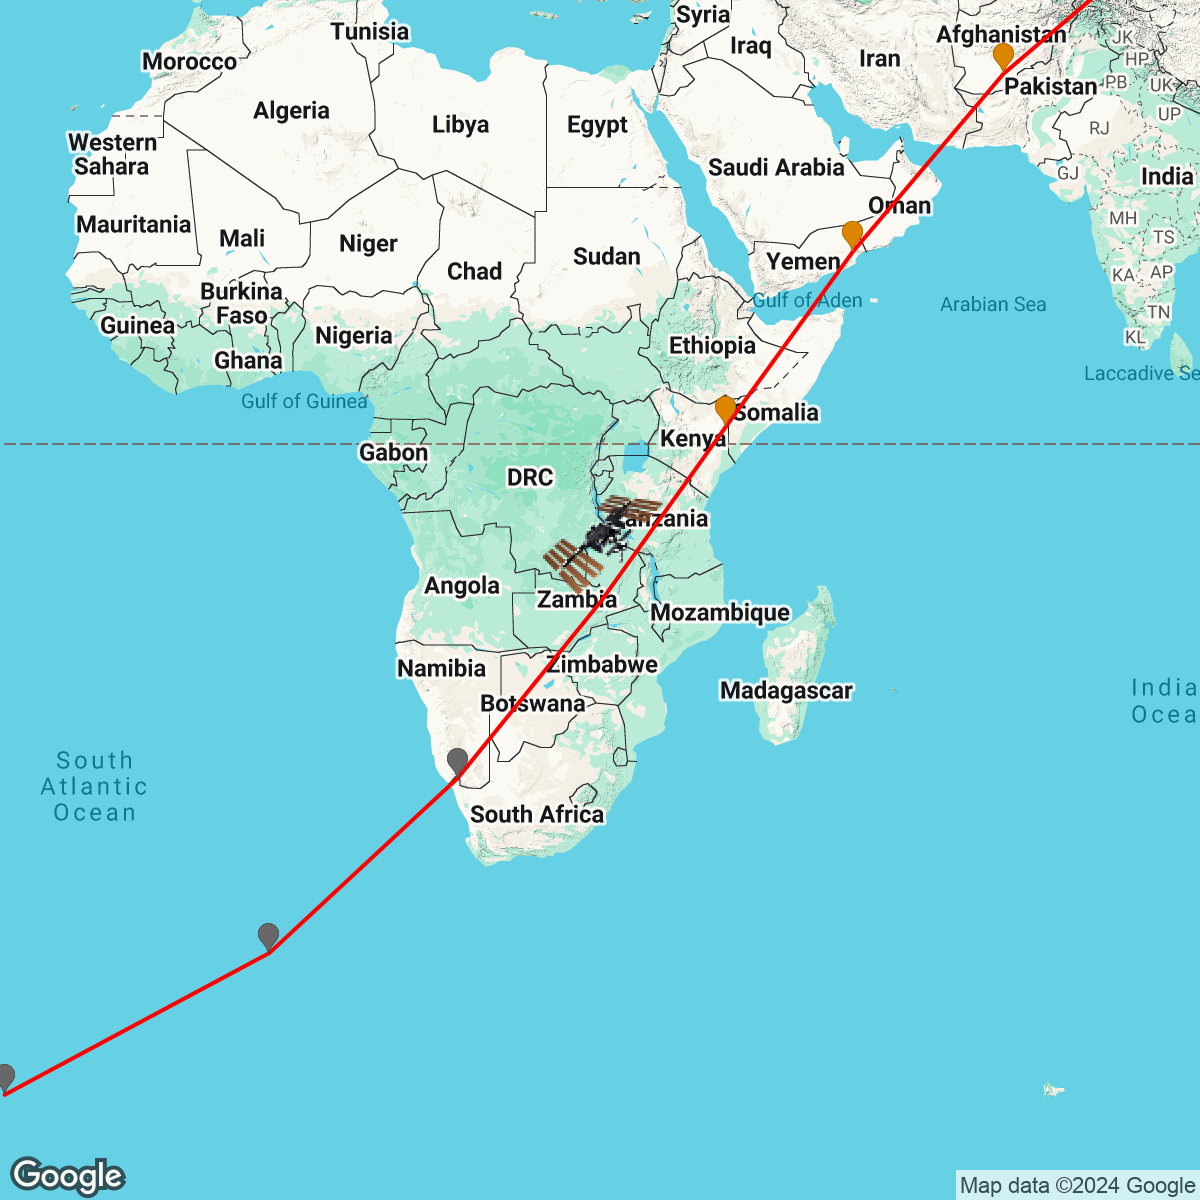 Syria
Tunisia
Afghanistan
JK
Morocco
Iraq
Iran
HP
Pakistan
PB
UK
Algeria
Libya
Egypt
UP
RJ
Western
Sahara
Saudi Arabia
GJ
India
Oman
Mauritania
Mali
Niger
MH
TS
Sudan
Yemen
Chad
KA
AP
Burkina
Faso
Gulf of Aden
Arabian Sea
TN
Guinea
Nigeria
KL
Ethiopia
Ghana
Laccadive Se
Gulf of Guinea
Somalia
Kenya
Gabon
DRC
Tanzania
Angola
Zambia
Mozambique
Zimbabwe
Namibia
Botswana
Madagascar
India
Ocea
South
Atlantic
Ocean
South Africa
Google
Map data ©2024 Google